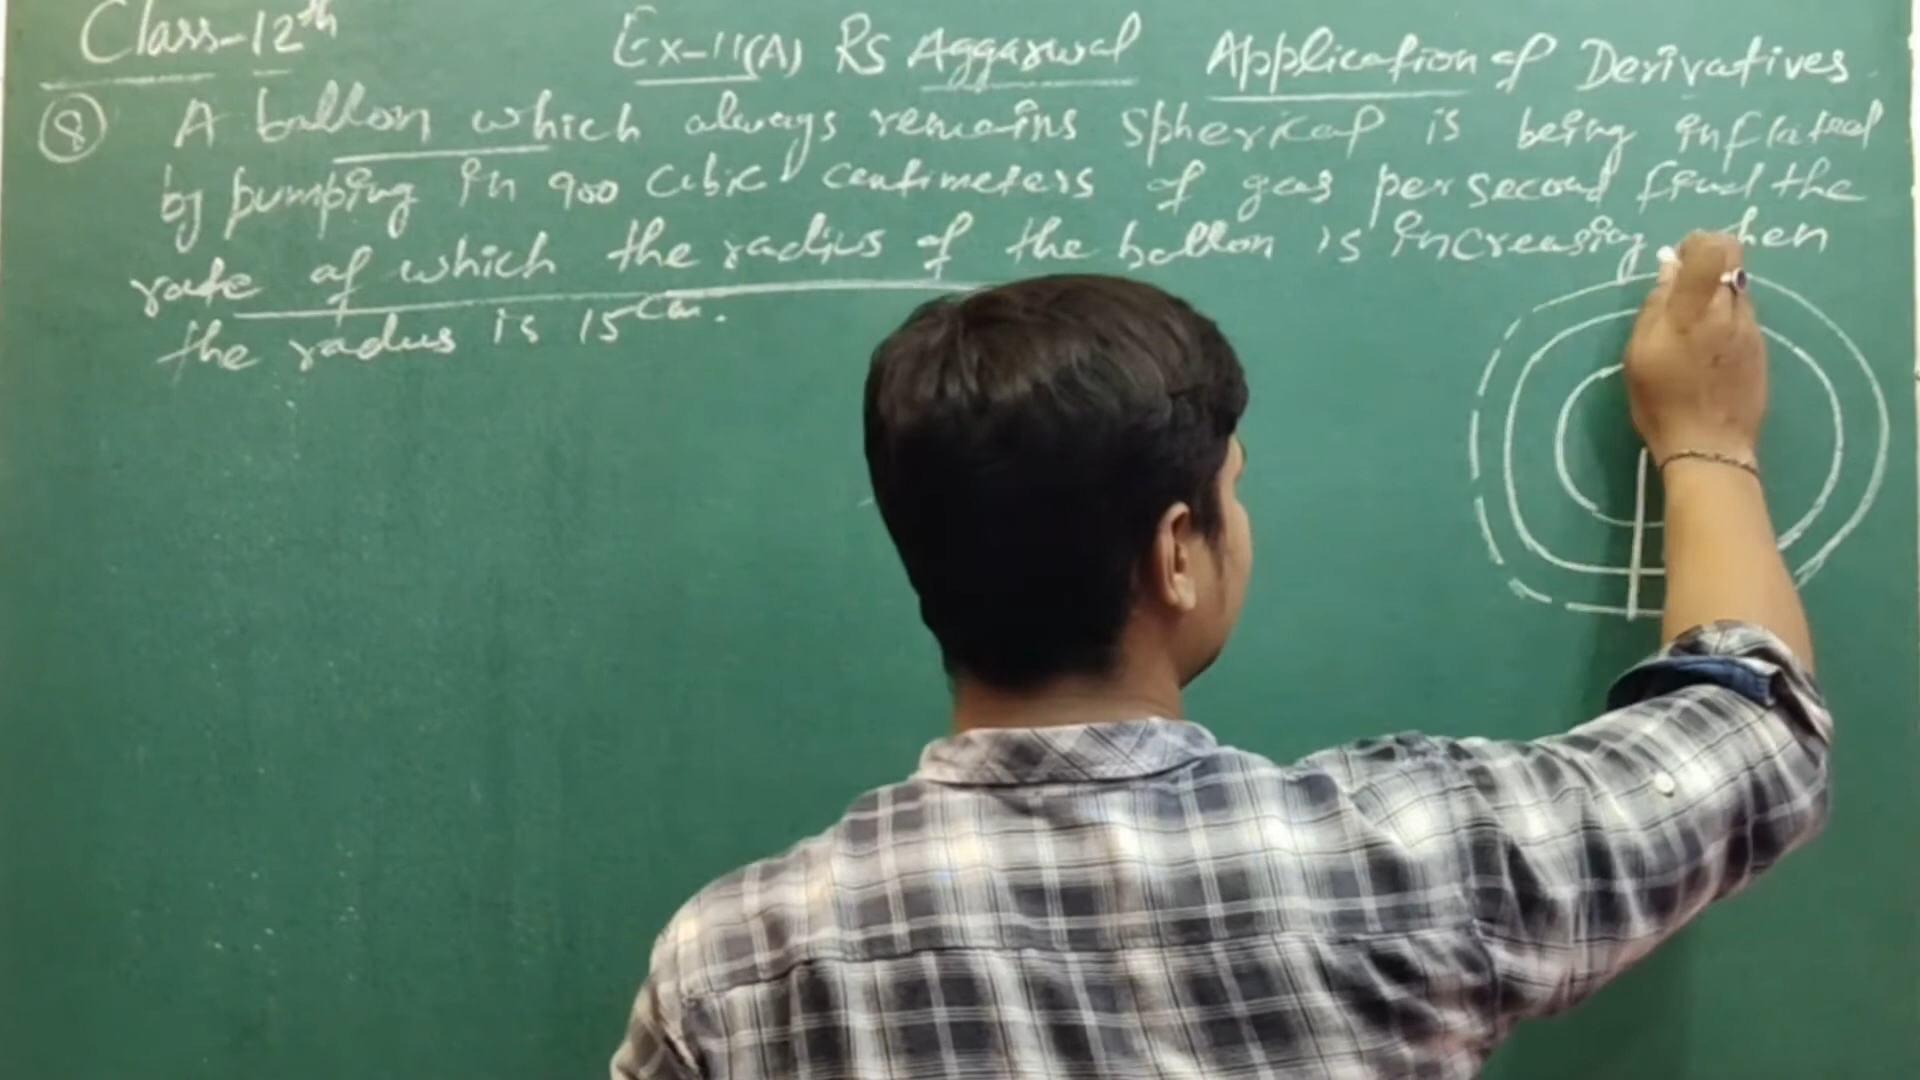 Class-12th
Ex-11(A) RS Aggarwal Application of Derivatives
8 A balloon which always remains spherical is being inflated
by pumping in 900 cubic centimeters of gas per second find the
rate of which the radius of the balloon is increasing when
the radius is 15 cm.